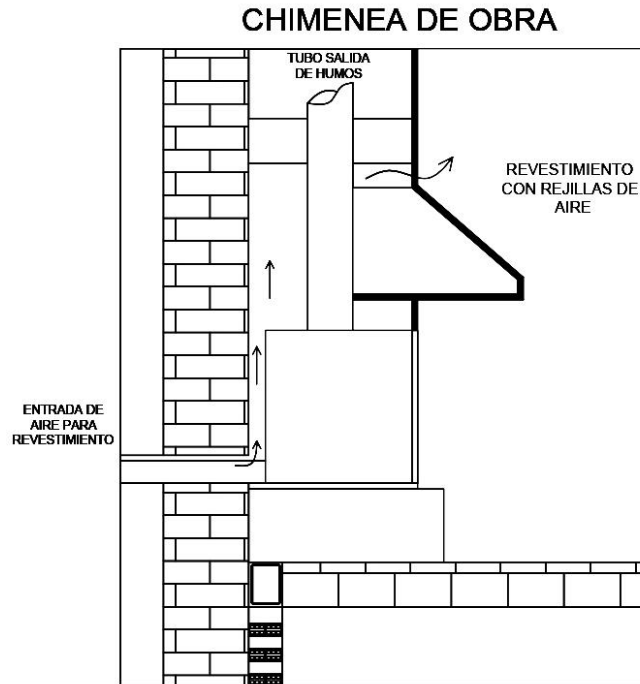 CHIMENEA DE OBRA
TUBO SALIDA
DE HUMOS
REVESTIMIENTO
CON REJILLAS DE
AIRE
ENTRADA DE
AIRE PARA
REVESTIMIENTO